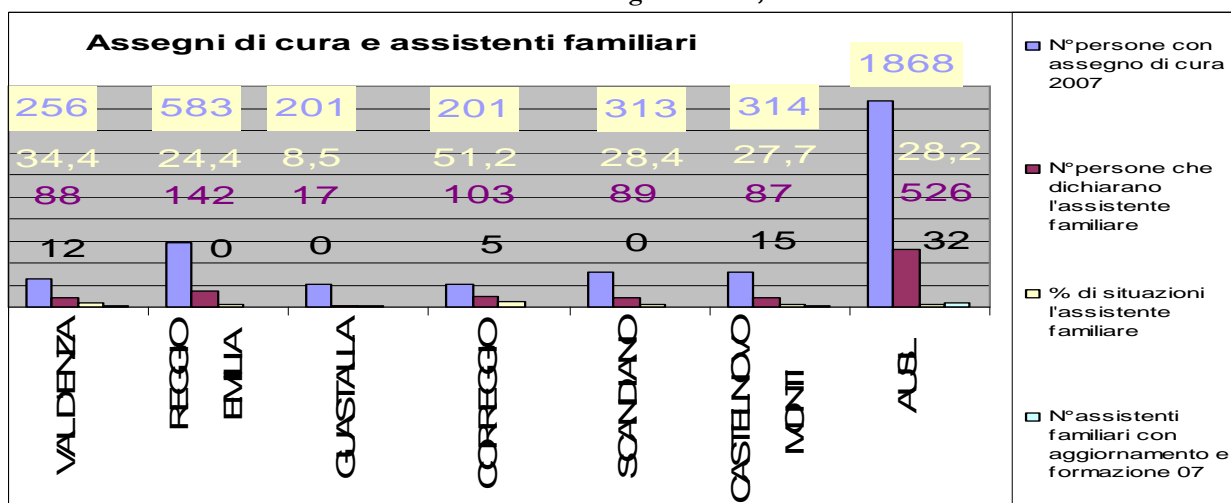 Assegni di cura e assistenti familiari
256 583 201 201 313 314 1868
34,4 24,4 8,5 51,2 28,4 27,7 28,2
88 142 17 103 89 87 526
12 0 0 5 0 15 32
VAL D'ENZA
REGGIO
EMILIA
GUASTALLA
CORREGGIO
SCANDIANO
CASTELNOVO
MONTI
AUSL
N°persone con
assegno di cura
2007
N°persone che
dichiarano
l'assistente
familiare
% di situazioni
l'assistente
familiare
N°assistenti
familiari con
aggiornamento e
formazione 07